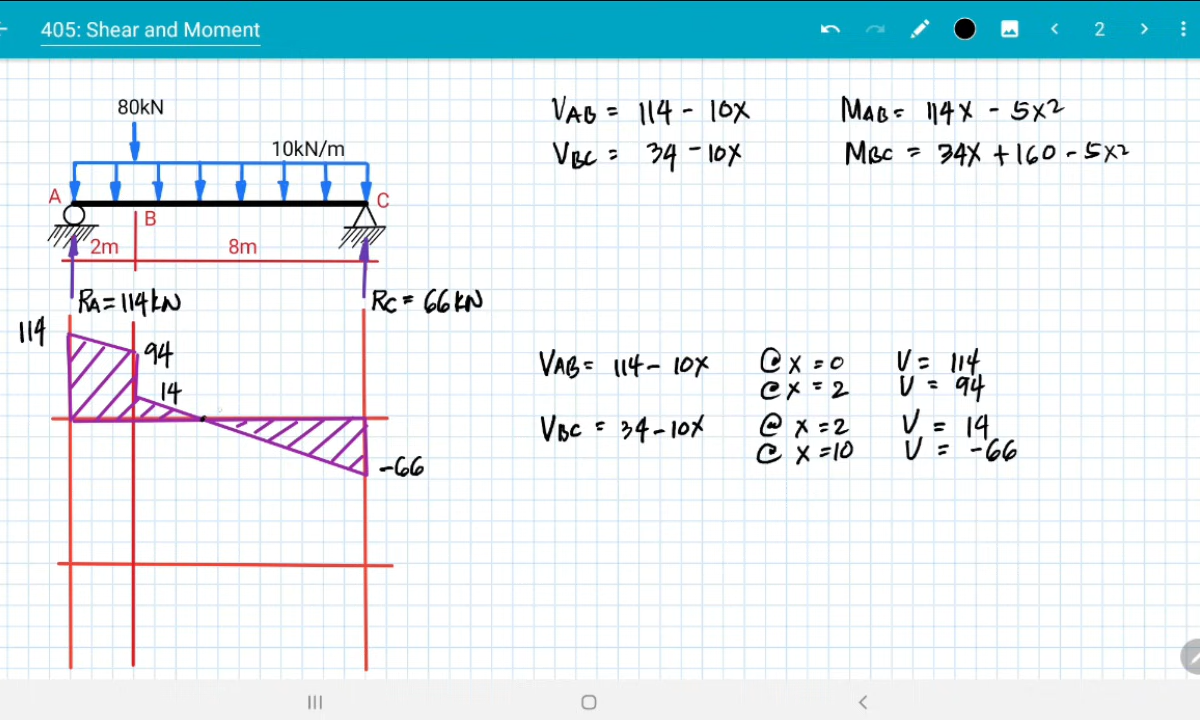 405: Shear and Moment
2
80kN
10kN/m
A
C
B
2m
8m
RA = 114kN
RC = 66kN
114
94
14
-66
VAB = 114 - 10x
VBC = 34 - 10x
MAB = 114x - 5x2
MBC = 34x + 160 - 5x2
VAB = 114 - 10x @ x = 0 V = 114
@ x = 2 V = 94
VBC = 34 - 10x @ x = 2 V = 14
@ x = 10 V = -66